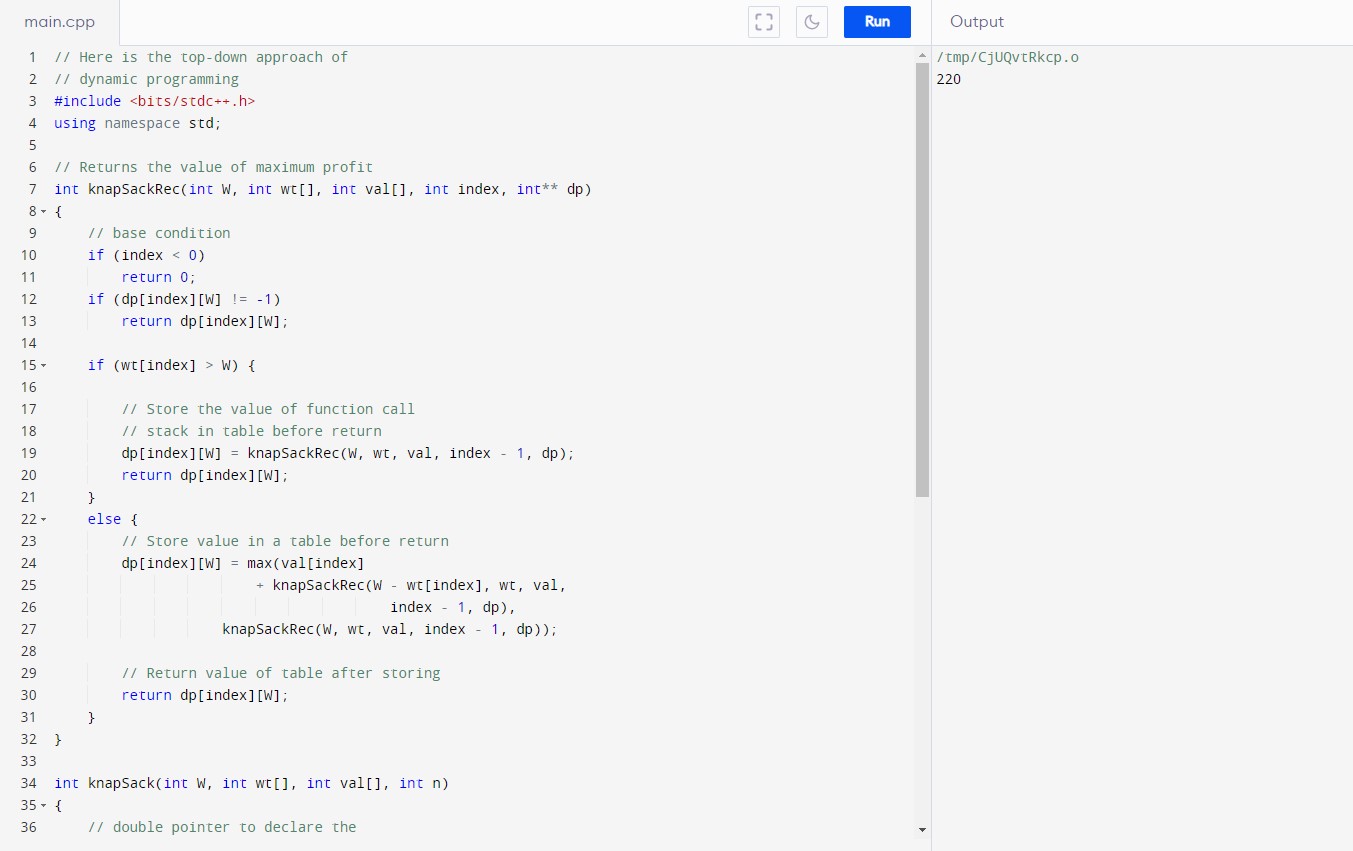 main.cpp
Run
Output
1 // Here is the top-down approach of
2 // dynamic programming
3 #include <bits/stdc++.h>
4 using namespace std;
5
6 // Returns the value of maximum profit
7 int knapSackRec(int W, int wt[], int val[], int index, int** dp)
8 {
9     // base condition
10     if (index < 0)
11         return 0;
12     if (dp[index][W] != -1)
13         return dp[index][W];
14
15     if (wt[index] > W) {
16
17         // Store the value of function call
18         // stack in table before return
19         dp[index][W] = knapSackRec(W, wt, val, index - 1, dp);
20         return dp[index][W];
21     }
22     else {
23         // Store value in a table before return
24         dp[index][W] = max(val[index]
25                         + knapSackRec(W - wt[index], wt, val,
26                                         index - 1, dp),
27                     knapSackRec(W, wt, val, index - 1, dp));
28
29         // Return value of table after storing
30         return dp[index][W];
31     }
32 }
33
34 int knapSack(int W, int wt[], int val[], int n)
35 {
36     // double pointer to declare the
/tmp/CjUQvtRkcp.o
220